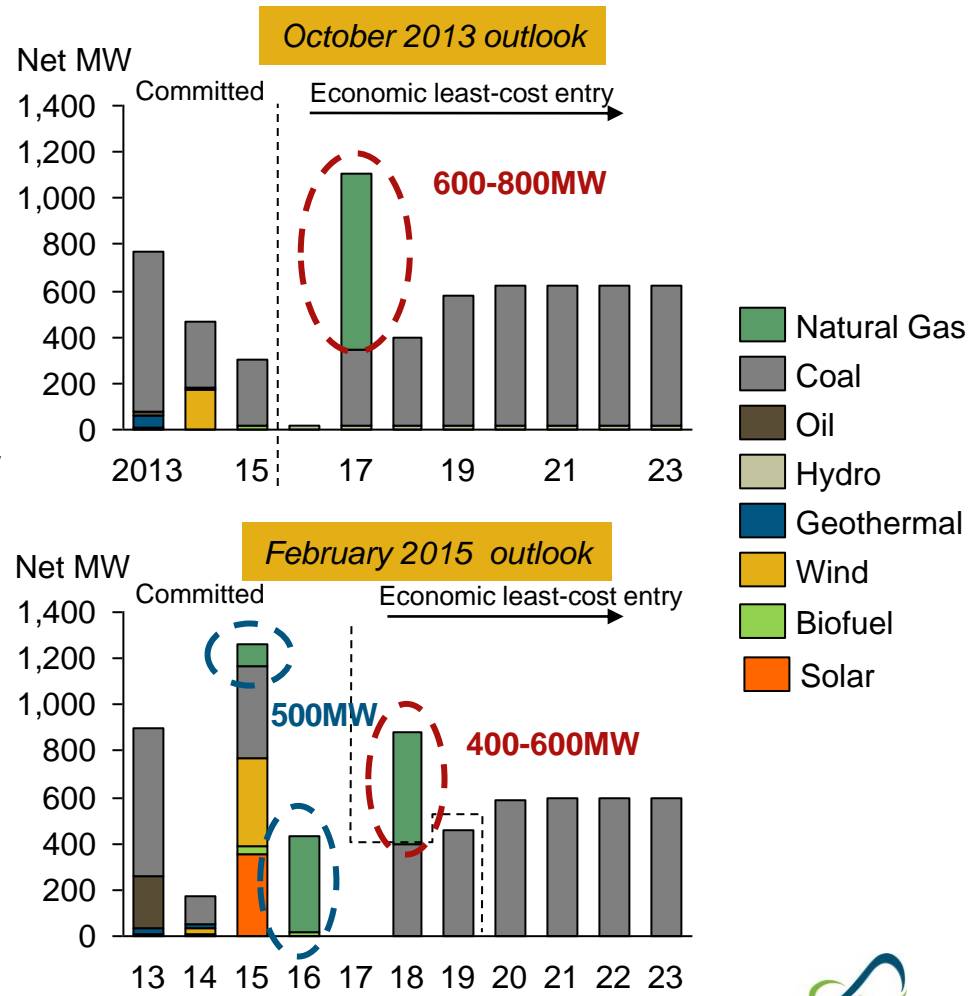 October 2013 outlook
Net MW
Committed
Economic least-cost entry
1,400
1,200
1,000
800
600
400
200
0
600-800MW
2013 15 17 19 21 23
Natural Gas
Coal
Oil
Hydro
Geothermal
Wind
Biofuel
Solar
February 2015 outlook
Net MW
Committed
Economic least-cost entry
1,400
1,200
1,000
800
600
400
200
0
500MW
400-600MW
13 14 15 16 17 18 19 20 21 22 23